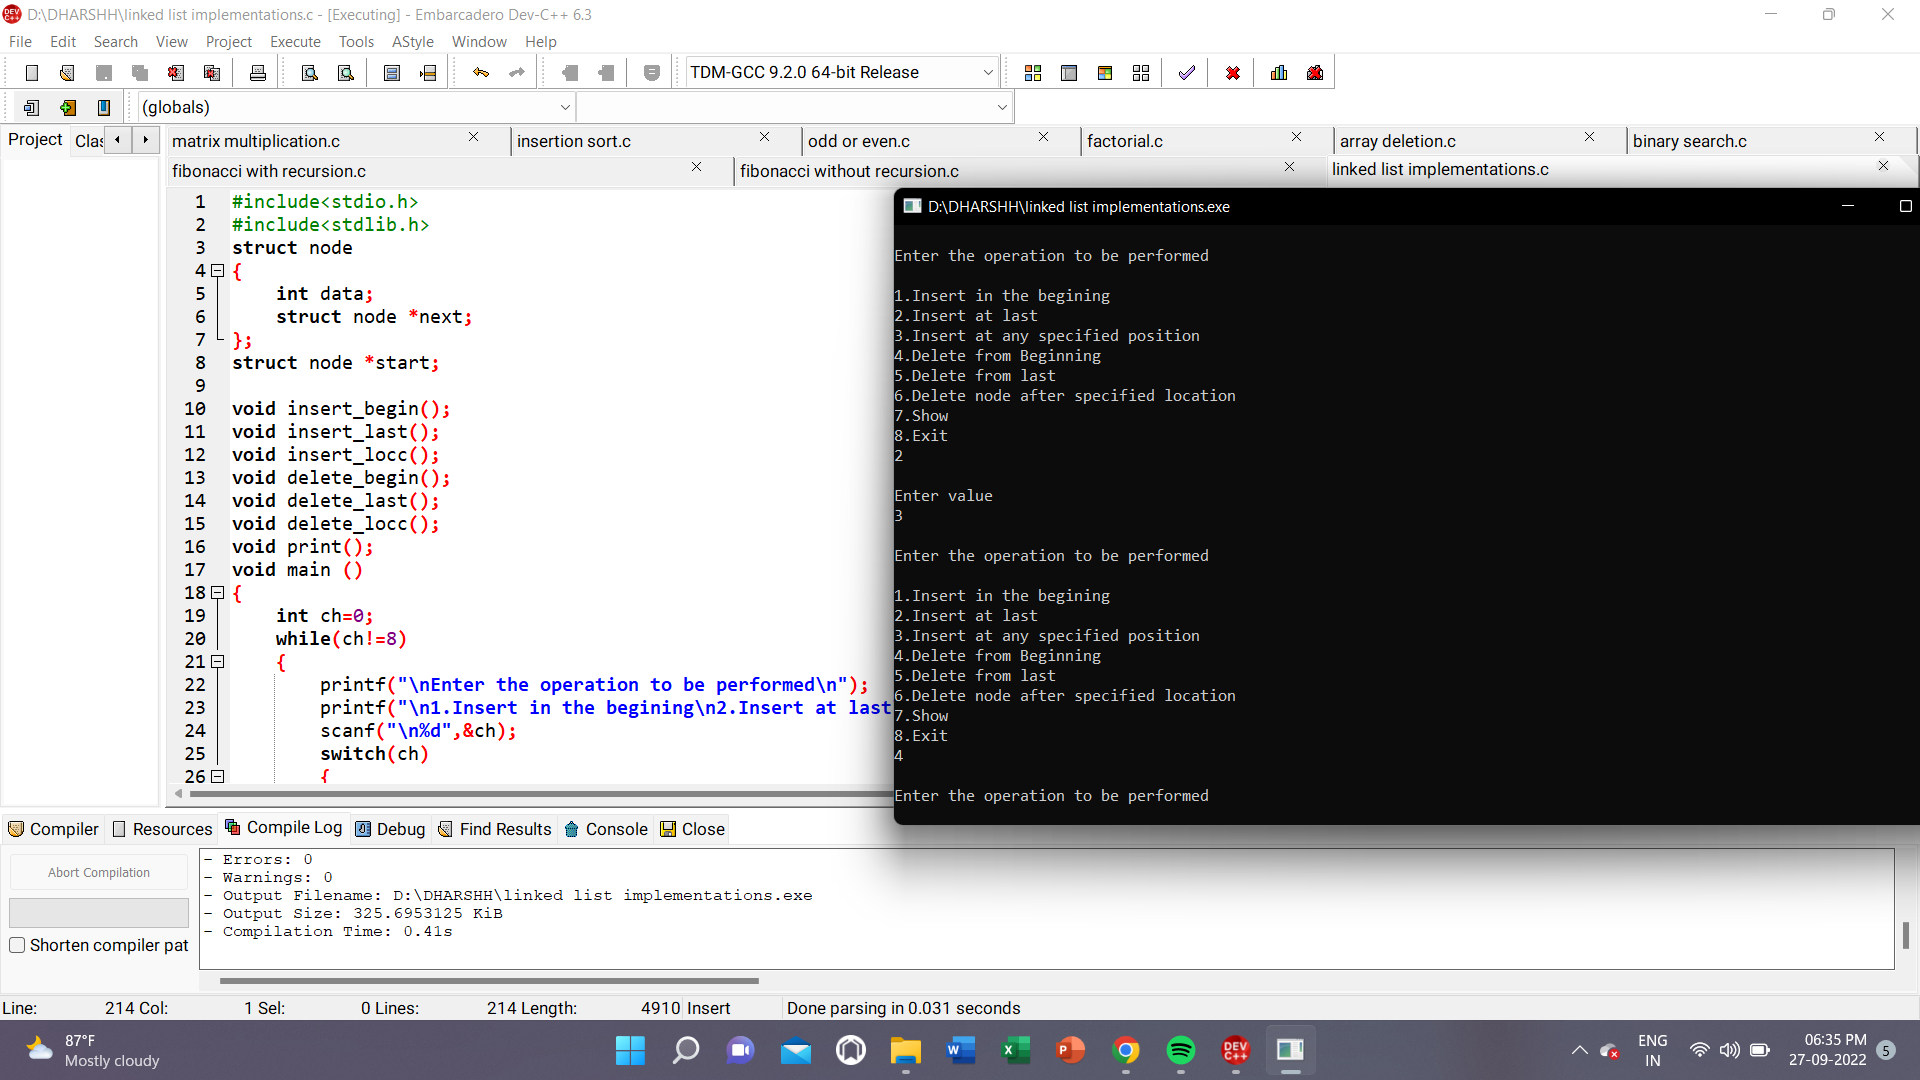 D:\DHARSHH\linked list implementations.c - [Executing] - Embarcadero Dev-C++ 6.3
File Edit Search View Project Execute Tools AStyle Window Help
TDM-GCC 9.2.0 64-bit Release
(globals)
Project Clas
matrix multiplication.c insertion sort.c odd or even.c factorial.c array deletion.c binary search.c
fibonacci with recursion.c fibonacci without recursion.c linked list implementations.c
1 #include<stdio.h>
2 #include<stdlib.h>
3 struct node
4 {
5 int data;
6 struct node *next;
7 };
8 struct node *start;
9
10 void insert_begin();
11 void insert_last();
12 void insert_locc();
13 void delete_begin();
14 void delete_last();
15 void delete_locc();
16 void print();
17 void main ()
18 {
19 int ch=0;
20 while(ch!=8)
21 {
22 printf("\nEnter the operation to be performed\n");
23 printf("\n1.Insert in the begining\n2.Insert at last
24 scanf("\n%d",&ch);
25 switch(ch)
26 {
D:\DHARSHH\linked list implementations.exe
Enter the operation to be performed
1.Insert in the begining
2.Insert at last
3.Insert at any specified position
4.Delete from Beginning
5.Delete from last
6.Delete node after specified location
7.Show
8.Exit
2
Enter value
3
Enter the operation to be performed
1.Insert in the begining
2.Insert at last
3.Insert at any specified position
4.Delete from Beginning
5.Delete from last
6.Delete node after specified location
7.Show
8.Exit
4
Enter the operation to be performed
Compiler Resources Compile Log Debug Find Results Console Close
Abort Compilation
Shorten compiler pat
- Errors: 0
- Warnings: 0
- Output Filename: D:\DHARSHH\linked list implementations.exe
- Output Size: 325.6953125 KiB
- Compilation Time: 0.41s
Line: 214 Col: 1 Sel: 0 Lines: 214 Length: 4910 Insert Done parsing in 0.031 seconds
87°F
Mostly cloudy
DEV C++
ENG
IN
06:35 PM
27-09-2022
5